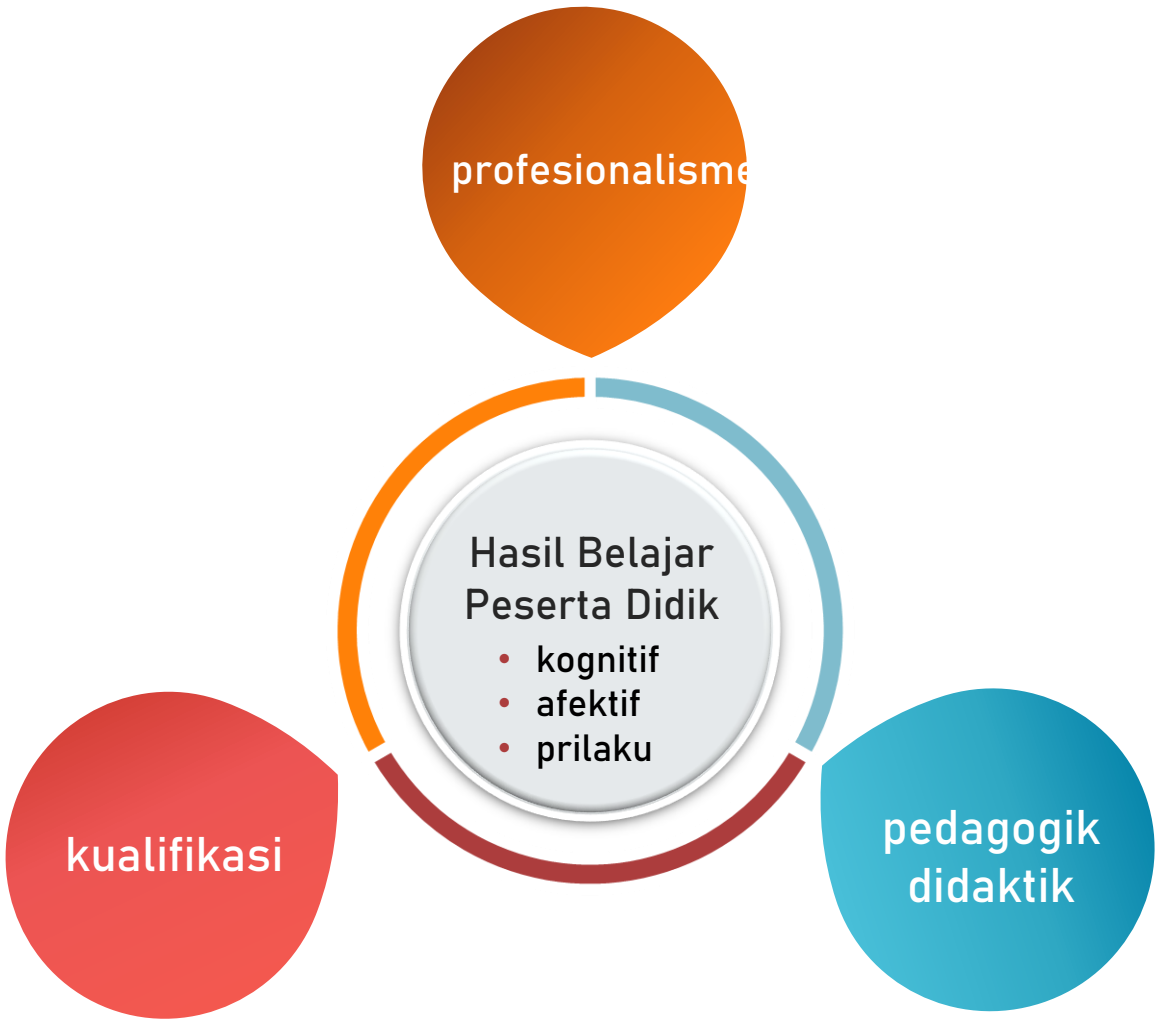 profesionalisme
Hasil Belajar
Peserta Didik
• kognitif
• afektif
• prilaku
kualifikasi
pedagogik
didaktik